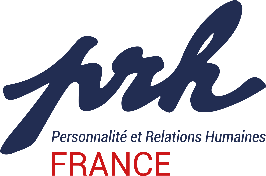 prh
Personnalité et Relations Humaines
FRANCE